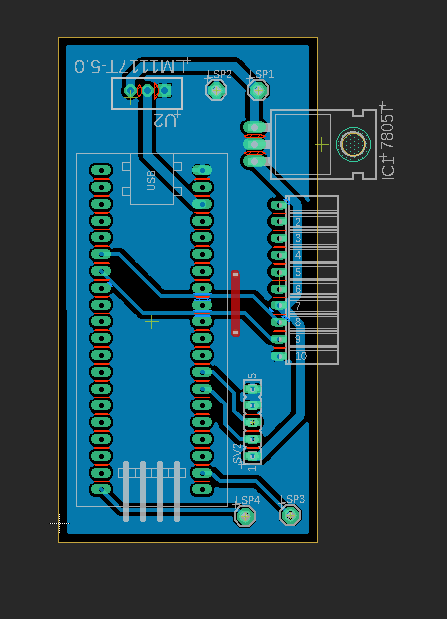 LM1117T-5.0
LSP2
LSP1
U2
IC1 7805T
USB
2
3
4
5
6
7
8
9
10
5
SV2
1
LSP4
LSP3